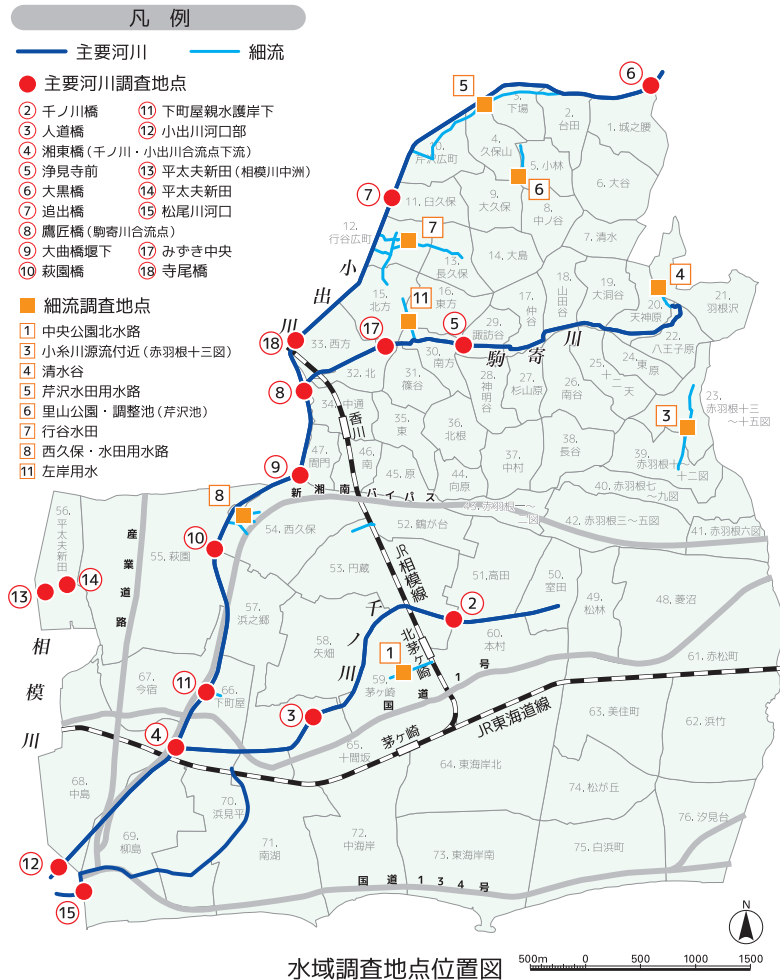 凡 例
主要河川 細流
主要河川調査地点
② 千ノ川橋 ⑪ 下町屋親水護岸下
③ 人道橋 ⑫ 小出川河口部
④ 湘東橋(千ノ川・小出川合流点下流)
⑤ 浄見寺前 ⑬ 平太夫新田(相模川中洲)
⑥ 大黒橋 ⑭ 平太夫新田
⑦ 追出橋 ⑮ 松尾川河口
⑧ 鷹匠橋(駒寄川合流点)
⑨ 大曲橋堰下 ⑰ みずき中央
⑩ 萩園橋 ⑱ 寺尾橋
細流調査地点
1 中央公園北水路
3 小糸川源流付近(赤羽根十三図)
4 清水谷
5 芹沢水田用水路
6 里山公園・調整池(芹沢池)
7 行谷水田
8 西久保・水田用水路
11 左岸用水
5
⑥
3.
下場
2.
台田
1. 城之腰
10.
芹沢広町
4.
久保山
5. 小林
6
6. 大谷
⑦
11. 臼久保
9.
大久保
8.
中ノ谷
12.
行谷広町
7
13.
長久保
14. 大島
7. 清水
小出川
15.
北方
11
16.
東方
17.
仲谷
18.
山田谷
19.
大洞谷
4
20.
天神原
21.
羽根沢
⑱
33. 西方
⑰
⑤
30.
南方
29.
諏訪谷
駒寄川
22.
八王子原
⑧
32. 北
31.
篠谷
28.
神明谷
27.
杉山原
26.
南谷
25.
十二天
24.
東原
23.
赤羽根十三
~十五図
34. 中通
香川
35.
東
36.
北根
37.
中村
38.
長谷
3
39.
赤羽根十
~十二図
47.
間門
46.
南
45. 原
44.
向原
40. 赤羽根七
~九図
⑨
新湘南バイパス
43. 赤羽根一~
二図
42. 赤羽根三~五図
41. 赤羽根六図
8
54. 西久保
52. 鶴が台
56.
平太夫新田
産業道路
55. 萩園
⑩
53. 円蔵
JR相模線
51. 高田
50.
室田
49.
松林
48. 菱沼
⑬
⑭
57.
浜之郷
千ノ川
②
相模川
58.
矢畑
北茅ケ崎
60.
本村
61. 赤松町
67.
今宿
⑪
66.
下町屋
1
59.
茅ヶ崎
国道1号
③
63. 美住町
62. 浜竹
④
65.
十間坂
茅ケ崎
JR東海道線
64. 東海岸北
68.
中島
70.
浜見平
74. 松が丘
76. 汐見台
69.
柳島
71.
南湖
72.
中海岸
73. 東海岸南
75. 白浜町
⑫
⑮
国道134号
N
水域調査地点位置図
500m 0 500 1000 1500